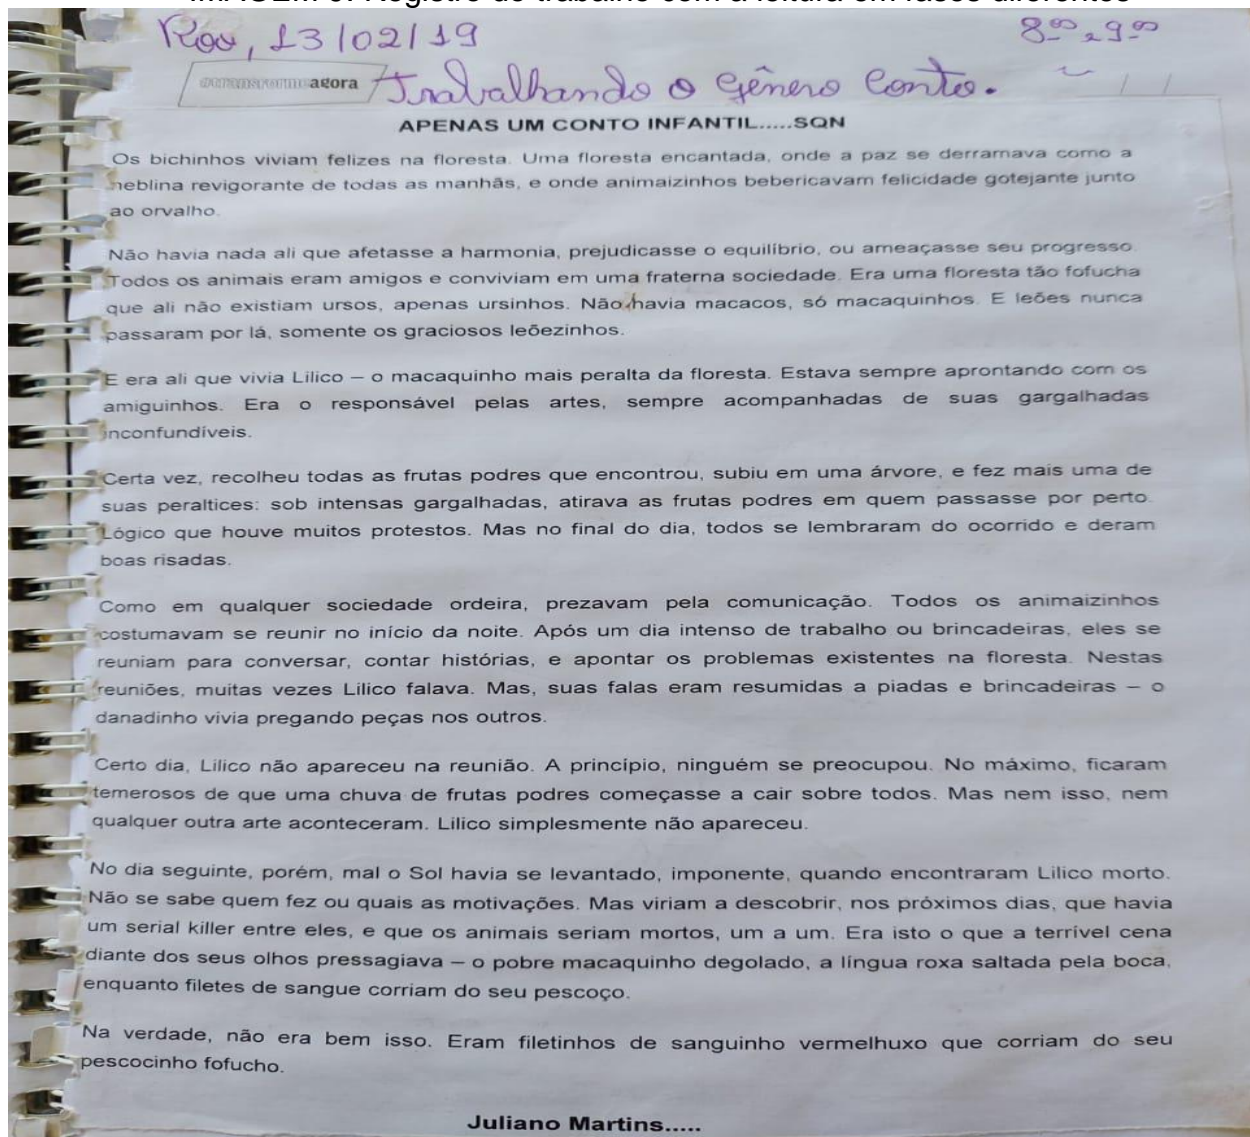 Trabalhando o Gênero Conto.
13/02/19
agora
APENAS UM CONTO INFANTIL.....SQN
Os bichinhos viviam felizes na floresta. Uma floresta encantada, onde a paz se derramava como a
neblina revigorante de todas as manhãs, e onde animaizinhos bebericavam felicidade gotejante junto
ao orvalho.
Não havia nada ali que afetasse a harmonia, prejudicasse o equilíbrio, ou ameaçasse seu progresso.
Todos os animais eram amigos e conviviam em uma fraterna sociedade. Era uma floresta tão fofucha
que ali não existiam ursos, apenas ursinhos. Não havia macacos, só macaquinhos. E leões nunca
passaram por lá, somente os graciosos leõezinhos.
E era ali que vivia Lilico – o macaquinho mais peralta da floresta. Estava sempre aprontando com os
amiguinhos. Era o responsável pelas artes, sempre acompanhadas de suas gargalhadas
inconfundíveis.
Certa vez, recolheu todas as frutas podres que encontrou, subiu em uma árvore, e fez mais uma de
suas peraltices: sob intensas gargalhadas, atirava as frutas podres em quem passasse por perto.
Lógico que houve muitos protestos. Mas no final do dia, todos se lembraram do ocorrido e deram
boas risadas.
Como em qualquer sociedade ordeira, prezavam pela comunicação. Todos os animaizinhos
costumavam se reunir no início da noite. Após um dia intenso de trabalho ou brincadeiras, eles se
reuniam para conversar, contar histórias, e apontar os problemas existentes na floresta. Nestas
reuniões, muitas vezes Lilico falava. Mas, suas falas eram resumidas a piadas e brincadeiras – o
danadinho vivia pregando peças nos outros.
Certo dia, Lilico não apareceu na reunião. A princípio, ninguém se preocupou. No máximo, ficaram
temerosos de que uma chuva de frutas podres começasse a cair sobre todos. Mas nem isso, nem
qualquer outra arte aconteceram. Lilico simplesmente não apareceu.
No dia seguinte, porém, mal o Sol havia se levantado, imponente, quando encontraram Lilico morto.
Não se sabe quem fez ou quais as motivações. Mas viriam a descobrir, nos próximos dias, que havia
um serial killer entre eles, e que os animais seriam mortos, um a um. Era isto o que a terrível cena
diante dos seus olhos pressagiava – o pobre macaquinho degolado, a língua roxa saltada pela boca,
enquanto filetes de sangue corriam do seu pescoço.
Na verdade, não era bem isso. Eram filetinhos de sanguinho vermelhuxo que corriam do seu
pescocinho fofucho.
Juliano Martins.....